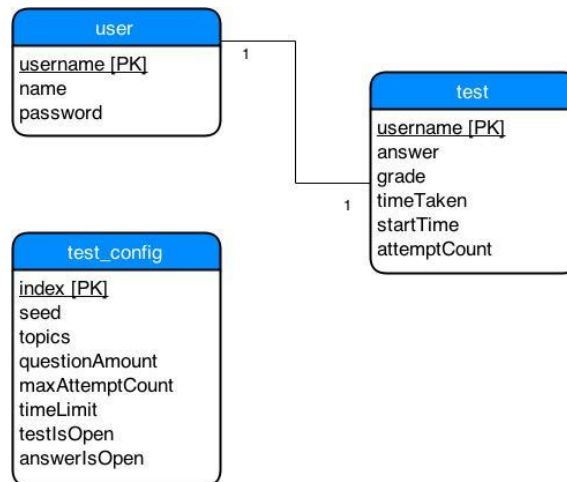 user
username [PK]
name
password
1
1
test
username [PK]
answer
grade
timeTaken
startTime
attemptCount
test_config
index [PK]
seed
topics
questionAmount
maxAttemptCount
timeLimit
testIsOpen
answerIsOpen